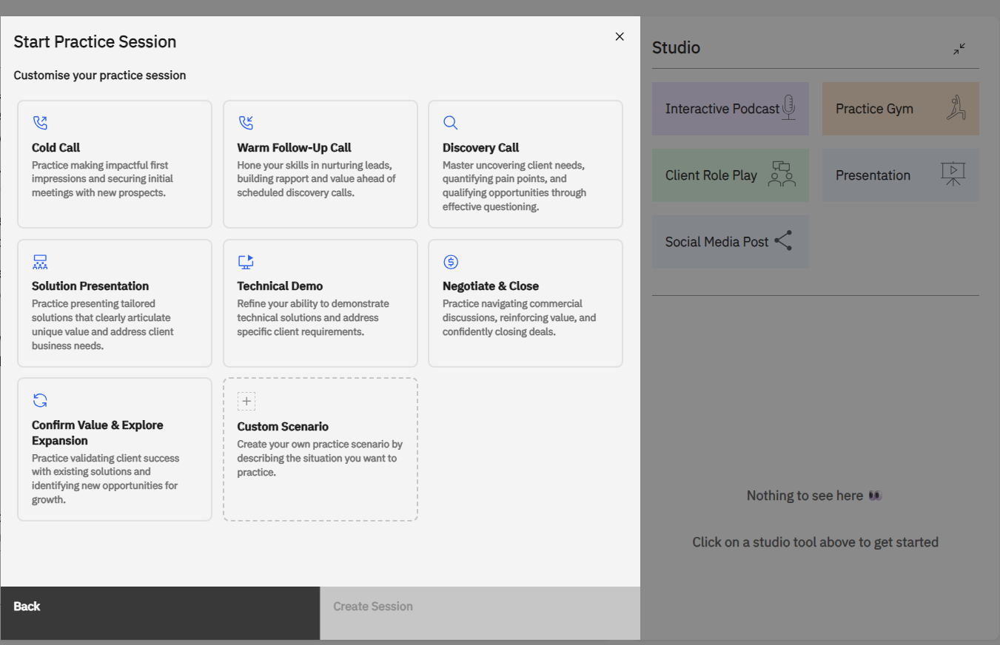 Start Practice Session
Customise your practice session
Cold Call
Practice making impactful first
impressions and securing initial
meetings with new prospects.
Warm Follow-Up Call
Hone your skills in nurturing leads,
building rapport and value ahead of
scheduled discovery calls.
Discovery Call
Master uncovering client needs,
quantifying pain points, and
qualifying opportunities through
effective questioning.
Solution Presentation
Practice presenting tailored
solutions that clearly articulate
unique value and address client
business needs.
Technical Demo
Refine your ability to demonstrate
technical solutions and address
specific client requirements.
Negotiate & Close
Practice navigating commercial
discussions, reinforcing value, and
confidently closing deals.
Confirm Value & Explore
Expansion
Practice validating client success
with existing solutions and
identifying new opportunities for
growth.
Custom Scenario
Create your own practice scenario by
describing the situation you want to
practice.
Back
Create Session
Studio
Interactive Podcast
Practice Gym
Client Role Play
Presentation
Social Media Post
Nothing to see here 👀
Click on a studio tool above to get started